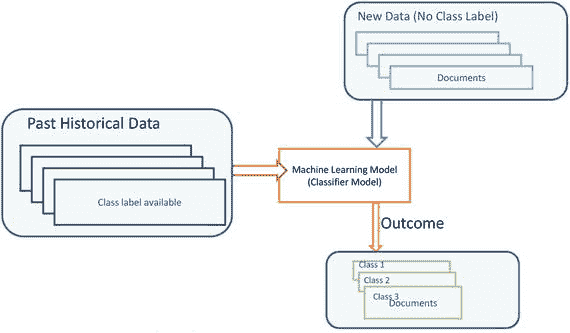 New Data (No Class Label)
Documents
Past Historical Data
Class label available
Machine Learning Model
(Classifier Model)
Outcome
Class 1
Class 2
Class 3
Documents